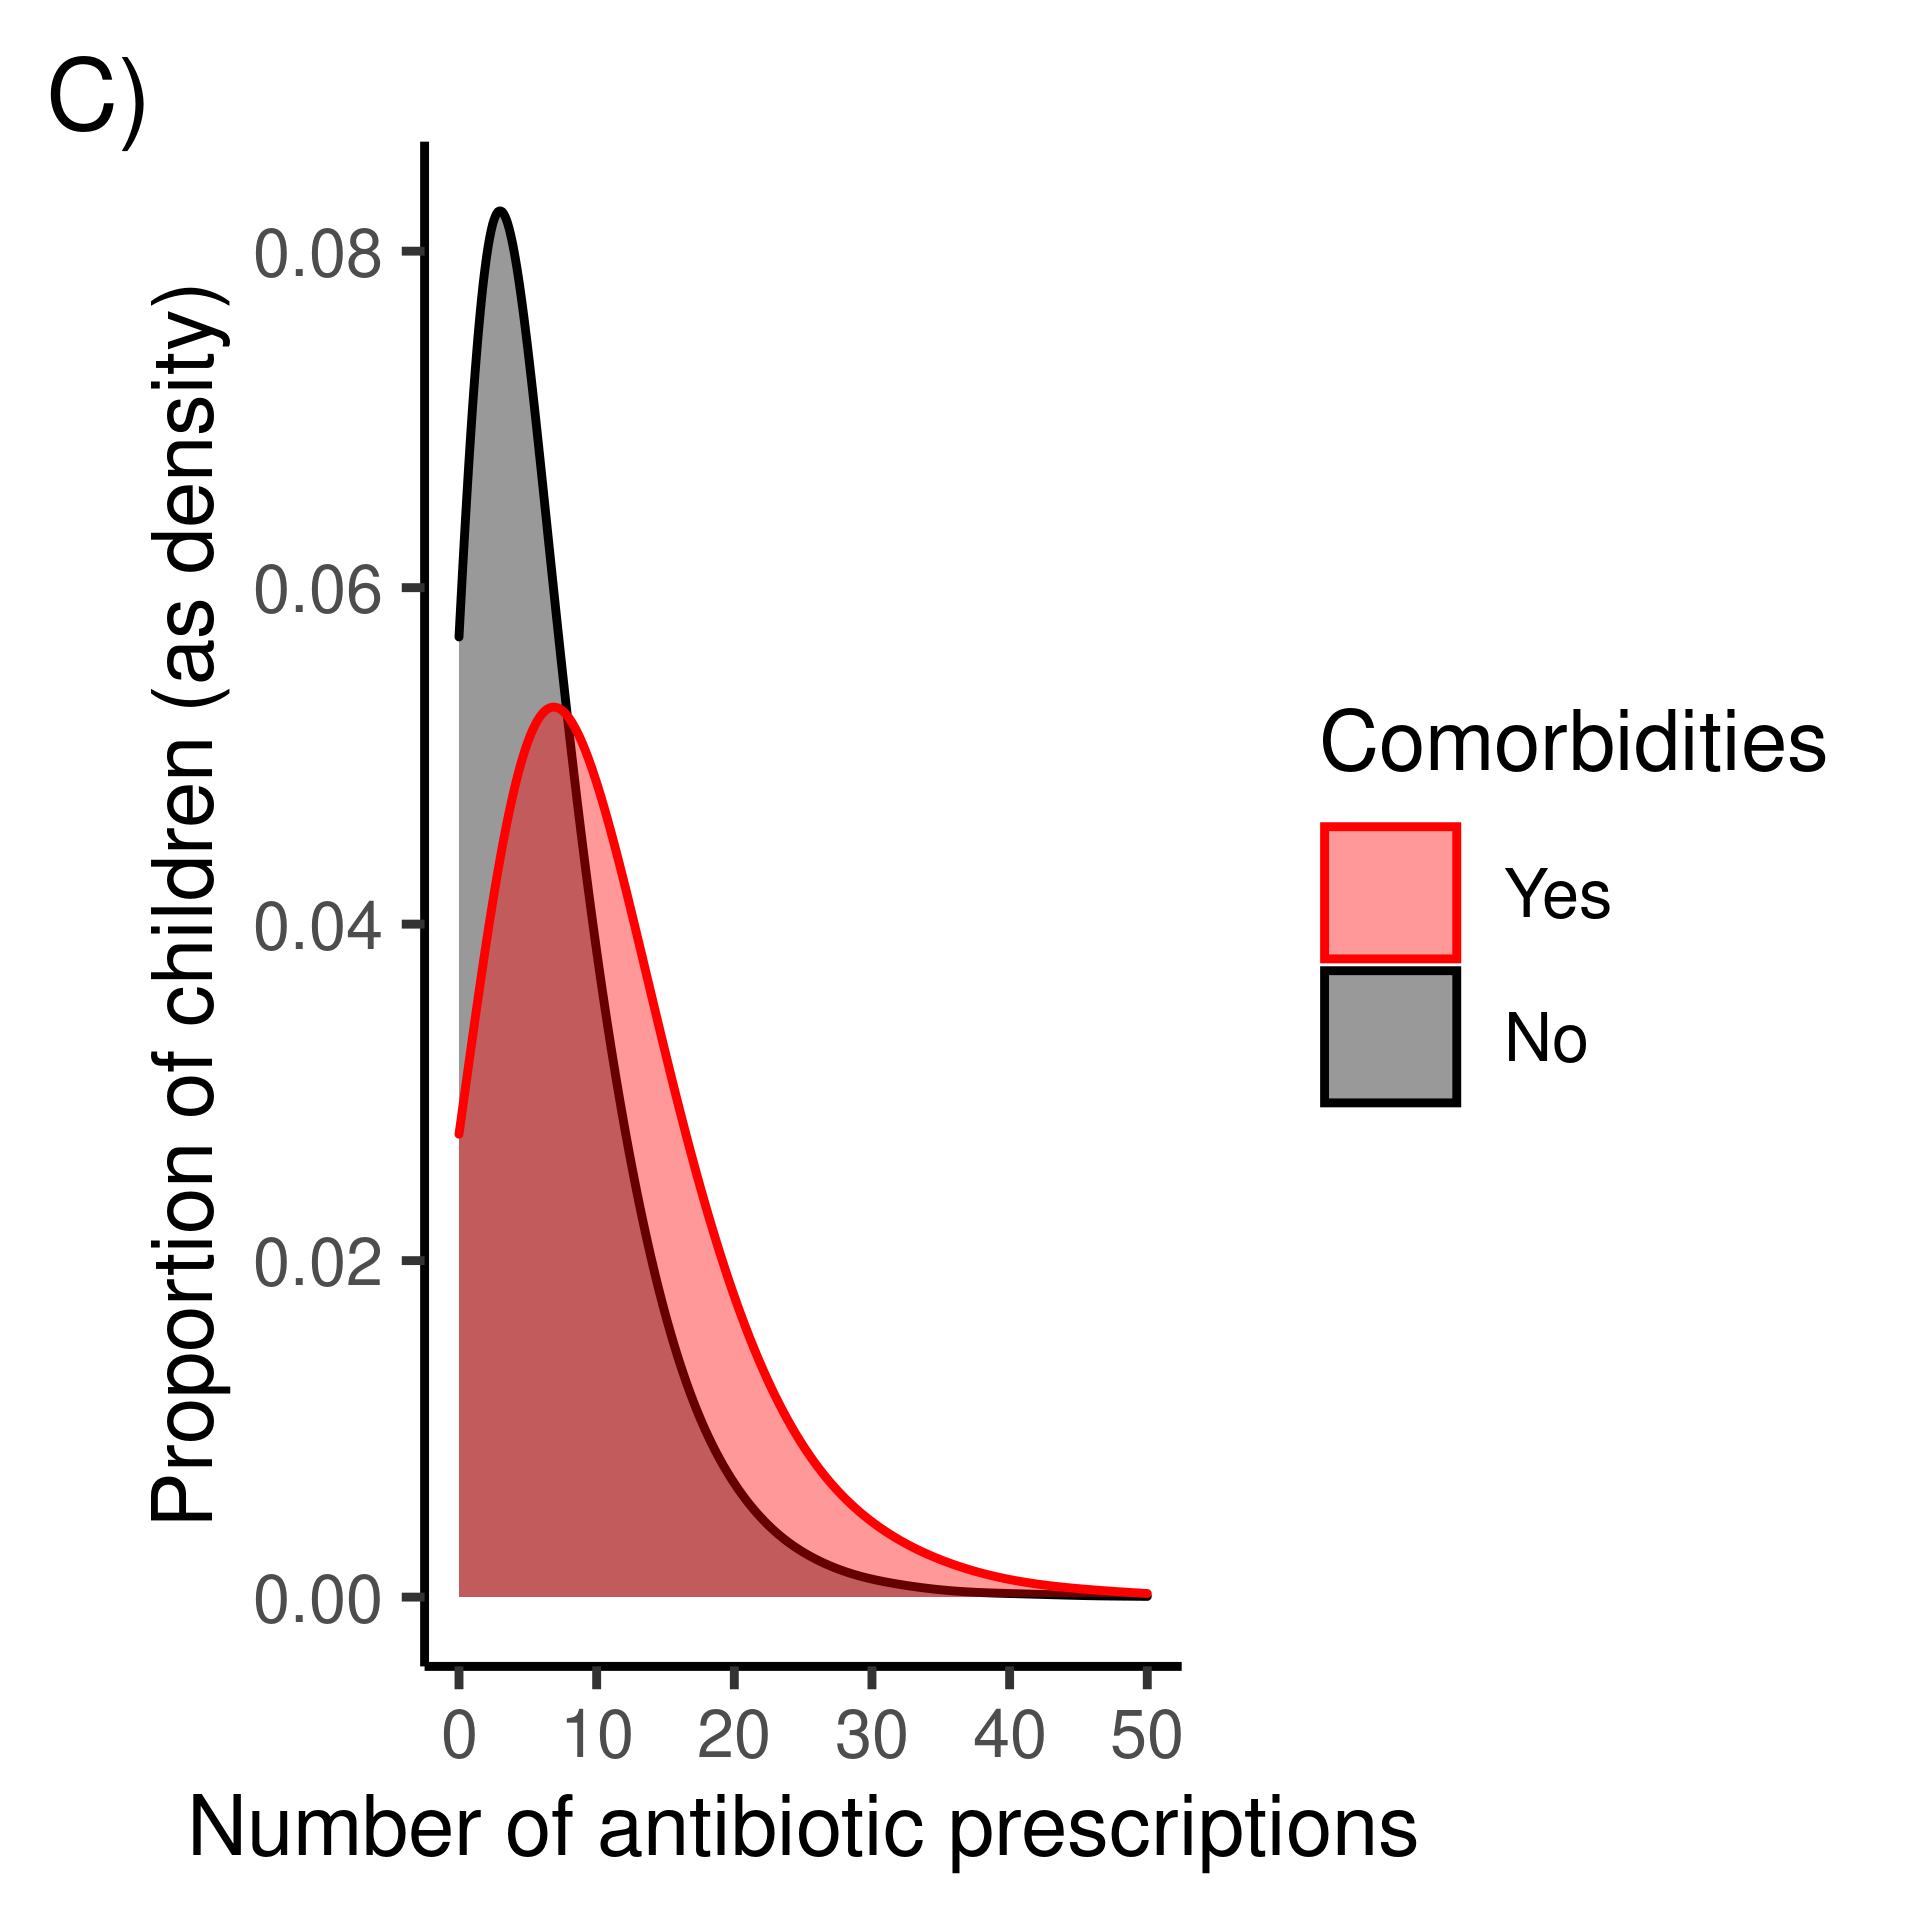 C)
Proportion of children (as density)
0.08
0.06
0.04
0.02
0.00
0 10 20 30 40 50
Number of antibiotic prescriptions
Comorbidities
Yes
No